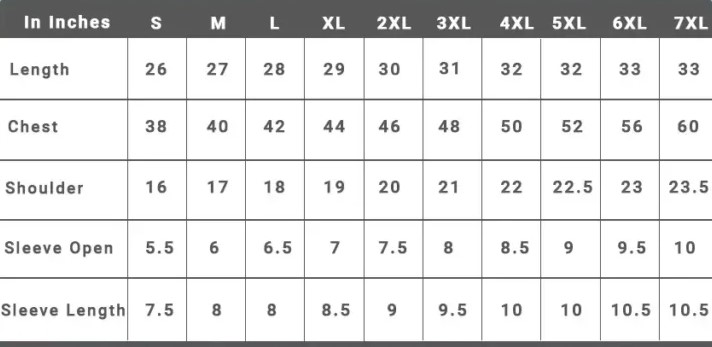 In Inches S M L XL 2XL 3XL 4XL 5XL 6XL 7XL
Length 26 27 28 29 30 31 32 32 33 33
Chest 38 40 42 44 46 48 50 52 56 60
Shoulder 16 17 18 19 20 21 22 22.5 23 23.5
Sleeve Open 5.5 6 6.5 7 7.5 8 8.5 9 9.5 10
Sleeve Length 7.5 8 8 8.5 9 9.5 10 10 10.5 10.5